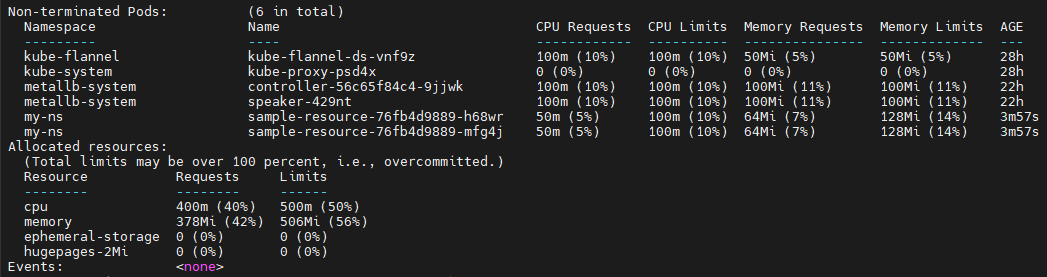 Non-terminated Pods:          (6 in total)
  Namespace                   Name                                CPU Requests  CPU Limits  Memory Requests  Memory Limits  AGE
  ---------                   ----                                ------------  ----------  ---------------  -------------  ---
  kube-flannel                kube-flannel-ds-vnf9z               100m (10%)    100m (10%)  50Mi (5%)        50Mi (5%)      28h
  kube-system                 kube-proxy-psd4x                    0 (0%)        0 (0%)      0 (0%)           0 (0%)         28h
  metallb-system              controller-56c65f84c4-9jjwk         100m (10%)    100m (10%)  100Mi (11%)      100Mi (11%)    22h
  metallb-system              speaker-429nt                       100m (10%)    100m (10%)  100Mi (11%)      100Mi (11%)    22h
  my-ns                       sample-resource-76fb4d9889-h68wr    50m (5%)      100m (10%)  64Mi (7%)        128Mi (14%)    3m57s
  my-ns                       sample-resource-76fb4d9889-mfg4j    50m (5%)      100m (10%)  64Mi (7%)        128Mi (14%)    3m57s
Allocated resources:
  (Total limits may be over 100 percent, i.e., overcommitted.)
  Resource           Requests     Limits
  --------           --------     ------
  cpu                400m (40%)   500m (50%)
  memory             378Mi (42%)  506Mi (56%)
  ephemeral-storage  0 (0%)       0 (0%)
  hugepages-2Mi      0 (0%)       0 (0%)
Events:              <none>